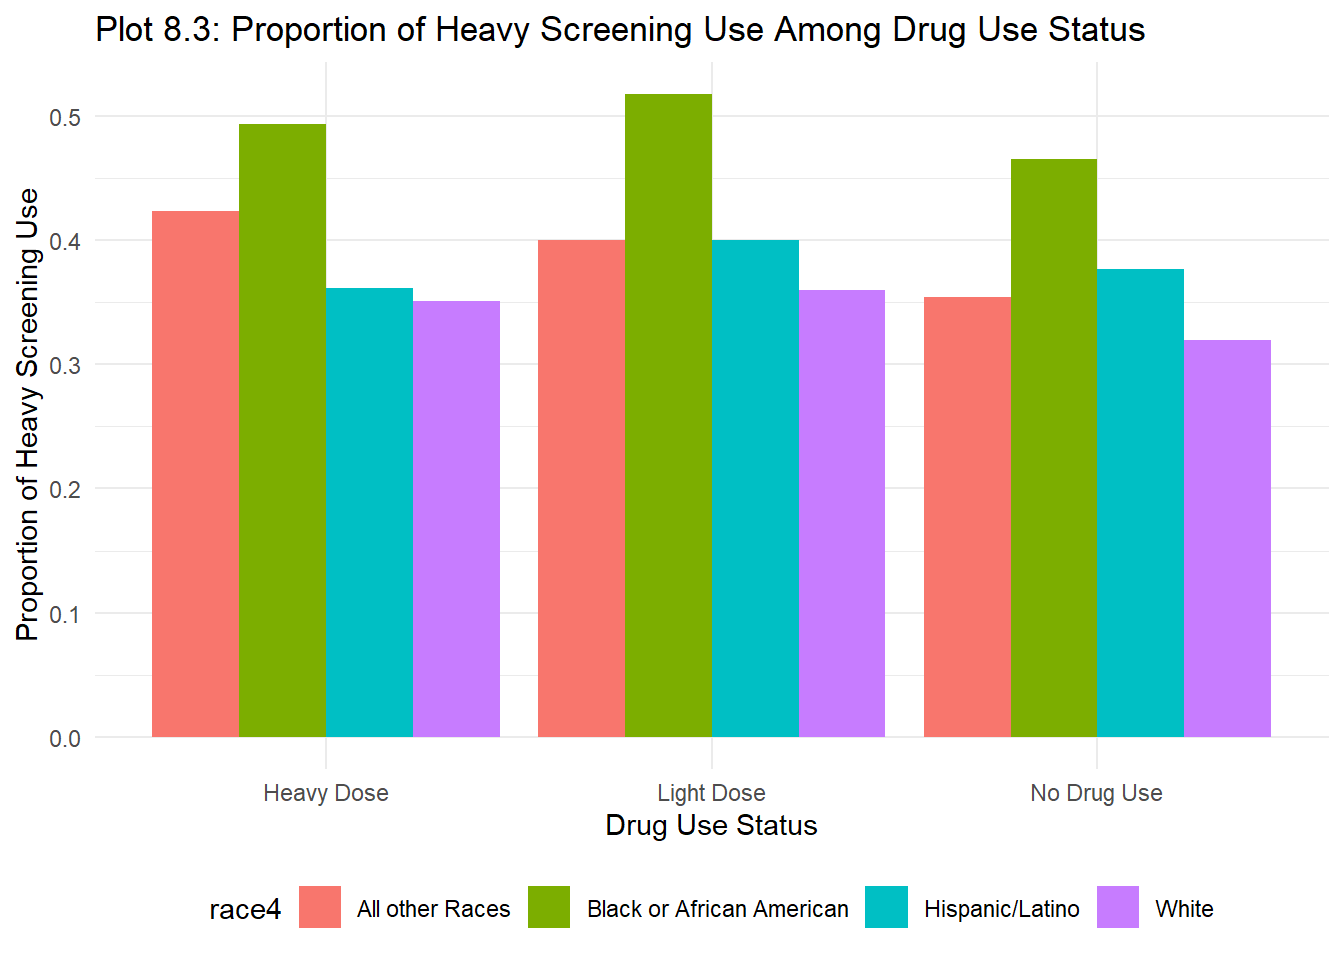 Plot 8.3: Proportion of Heavy Screening Use Among Drug Use Status
Proportion of Heavy Screening Use
0.5
0.4
0.3
0.2
0.1
0.0
Heavy Dose
Light Dose
No Drug Use
Drug Use Status
race4
All other Races
Black or African American
Hispanic/Latino
White